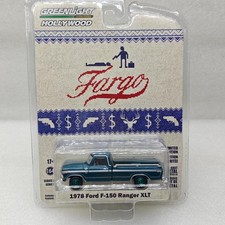 GREENLIGHT
HOLLYWOOD
Fargo
1978 Ford F-150 Ranger XLT